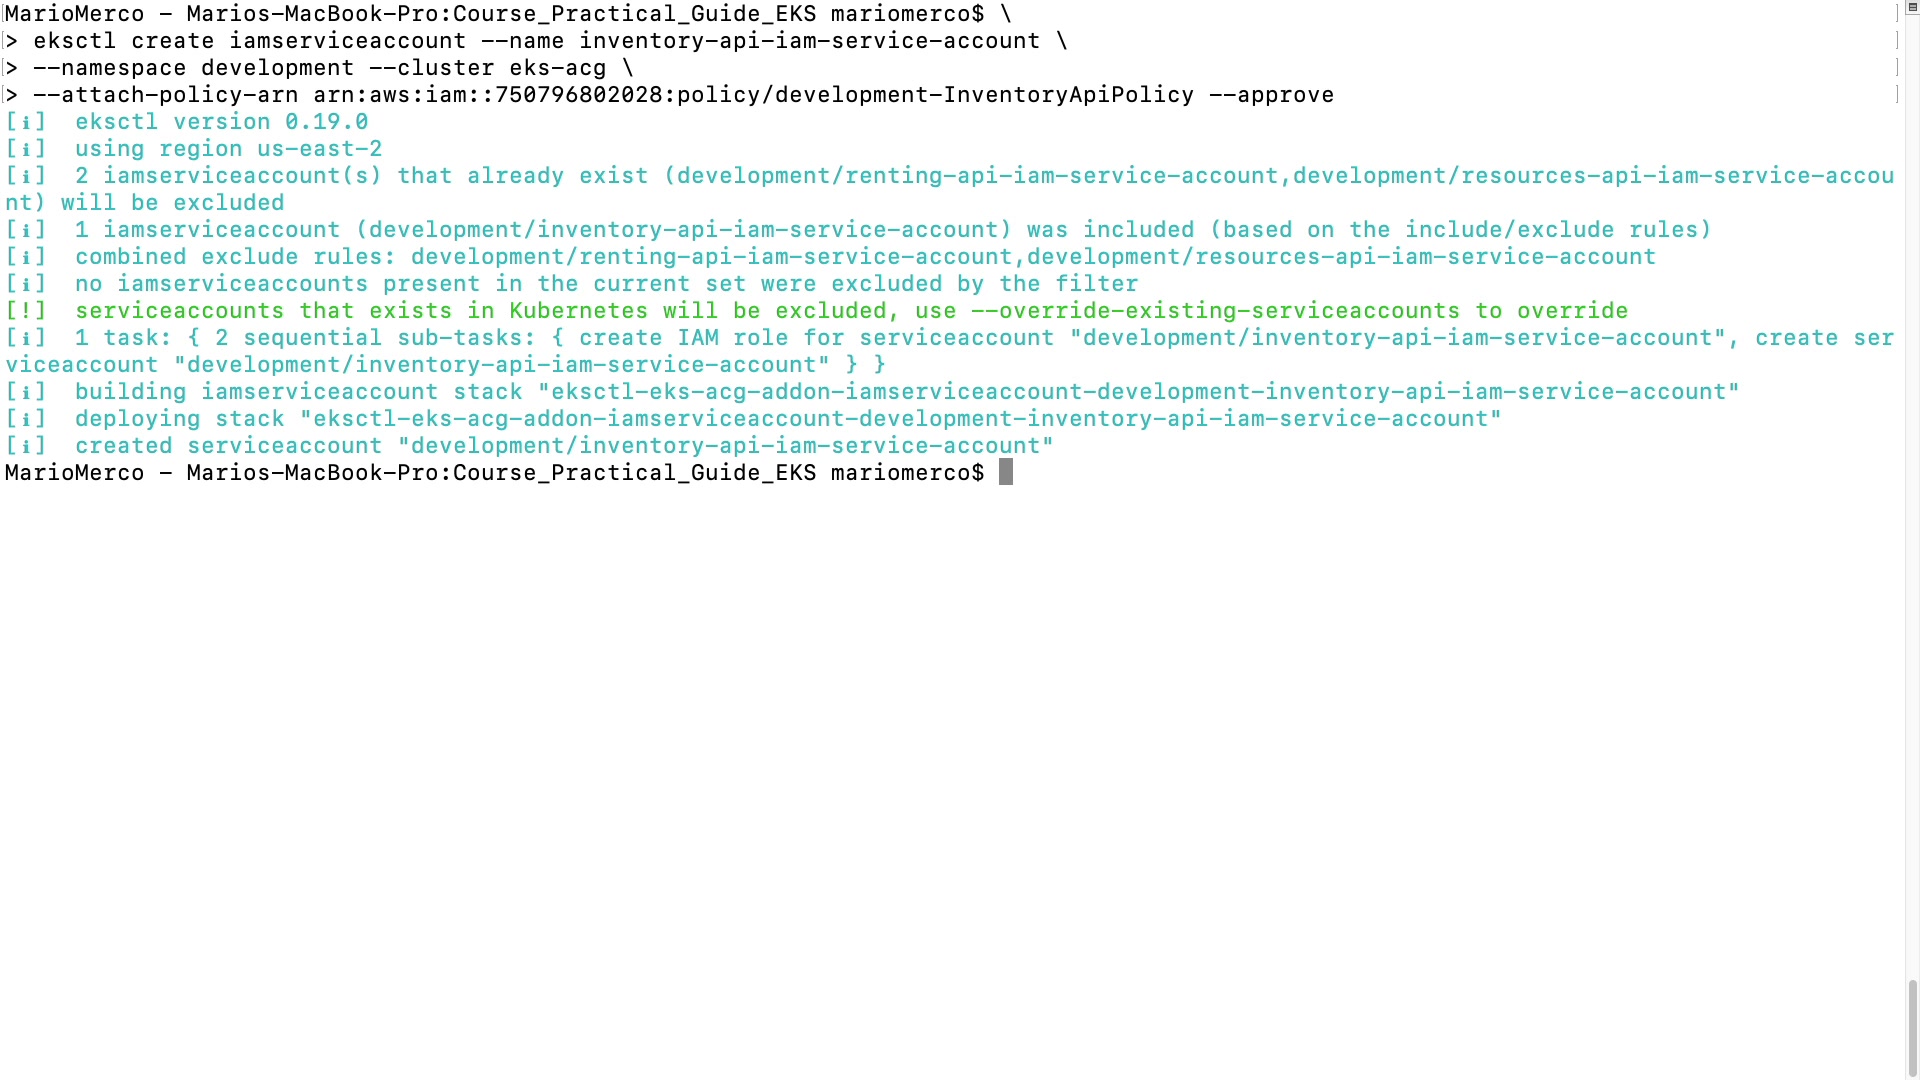 MarioMerco - Marios-MacBook-Pro:Course_Practical_Guide_EKS mariomerco$ \
> eksctl create iamserviceaccount --name inventory-api-iam-service-account \
> --namespace development --cluster eks-acg \
> --attach-policy-arn arn:aws:iam::750796802028:policy/development-InventoryApiPolicy --approve
[ℹ]  eksctl version 0.19.0
[ℹ]  using region us-east-2
[ℹ]  2 iamserviceaccount(s) that already exist (development/renting-api-iam-service-account,development/resources-api-iam-service-accou
nt) will be excluded
[ℹ]  1 iamserviceaccount (development/inventory-api-iam-service-account) was included (based on the include/exclude rules)
[ℹ]  combined exclude rules: development/renting-api-iam-service-account,development/resources-api-iam-service-account
[ℹ]  no iamserviceaccounts present in the current set were excluded by the filter
[!]  serviceaccounts that exists in Kubernetes will be excluded, use --override-existing-serviceaccounts to override
[ℹ]  1 task: { 2 sequential sub-tasks: { create IAM role for serviceaccount "development/inventory-api-iam-service-account", create ser
viceaccount "development/inventory-api-iam-service-account" } }
[ℹ]  building iamserviceaccount stack "eksctl-eks-acg-addon-iamserviceaccount-development-inventory-api-iam-service-account"
[ℹ]  deploying stack "eksctl-eks-acg-addon-iamserviceaccount-development-inventory-api-iam-service-account"
[ℹ]  created serviceaccount "development/inventory-api-iam-service-account"
MarioMerco - Marios-MacBook-Pro:Course_Practical_Guide_EKS mariomerco$